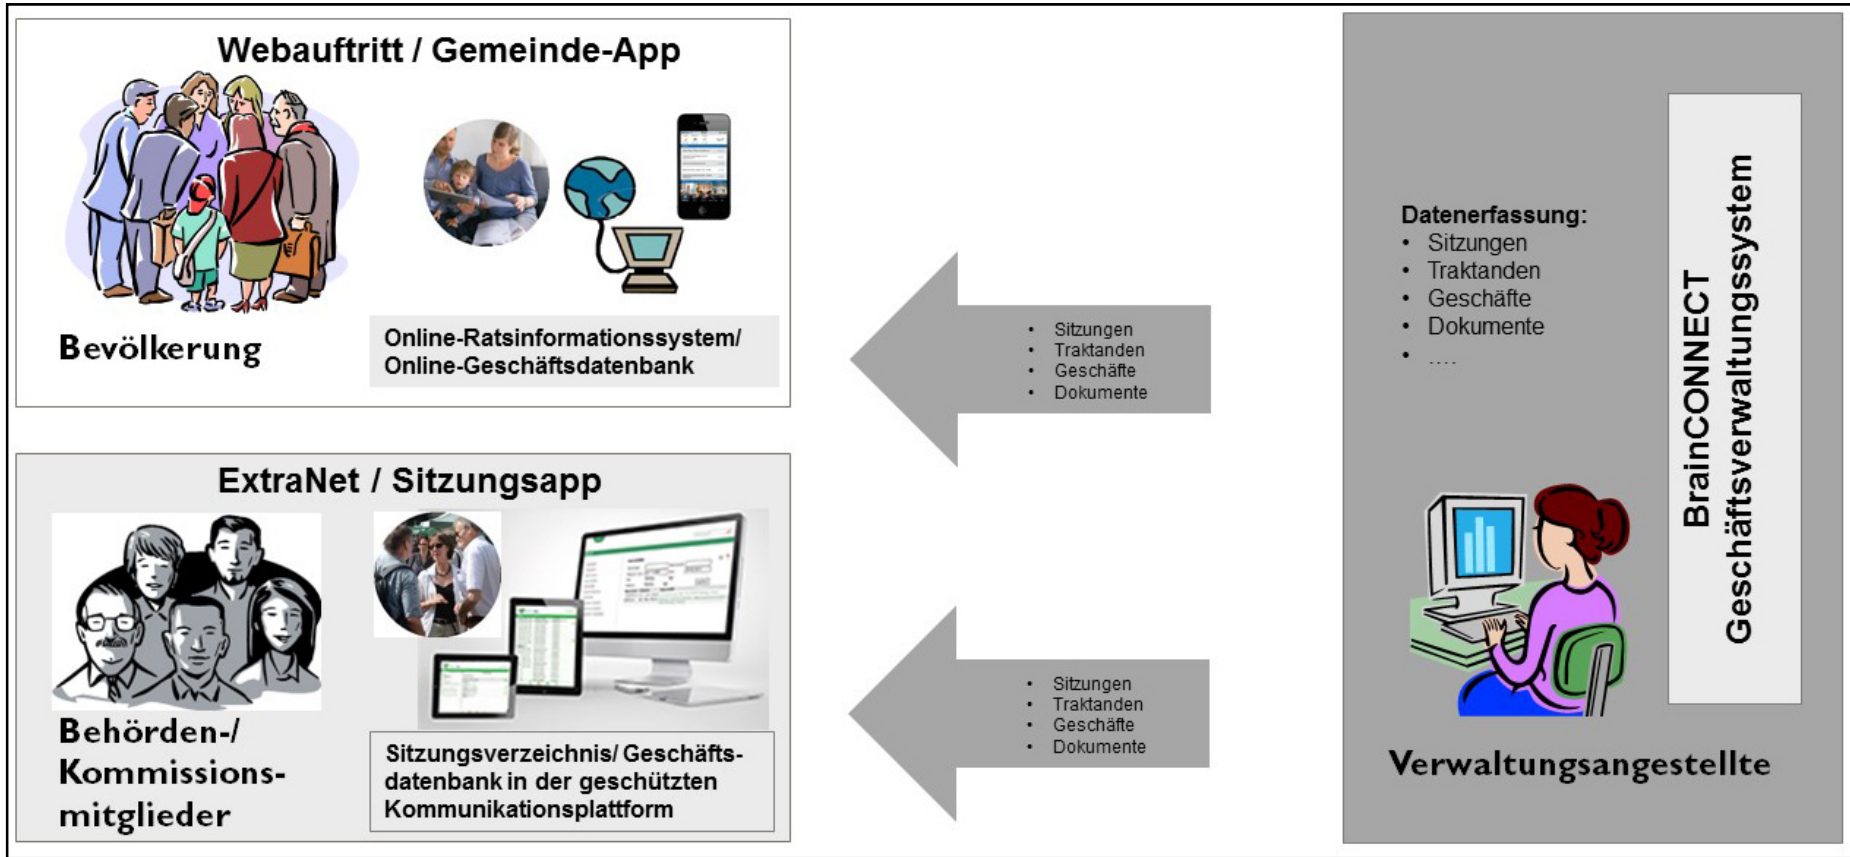 Webauftritt / Gemeinde-App
Bevölkerung
Online-Ratsinformationssystem/
Online-Geschäftsdatenbank
ExtraNet / Sitzungsapp
Behörden-/
Kommissions-
mitglieder
Sitzungsverzeichnis/ Geschäfts-
datenbank in der geschützten
Kommunikationsplattform
• Sitzungen
• Traktanden
• Geschäfte
• Dokumente
• Sitzungen
• Traktanden
• Geschäfte
• Dokumente
Datenerfassung:
• Sitzungen
• Traktanden
• Geschäfte
• Dokumente
• ....
BrainCONNECT
Geschäftsverwaltungssystem
Verwaltungsangestellte